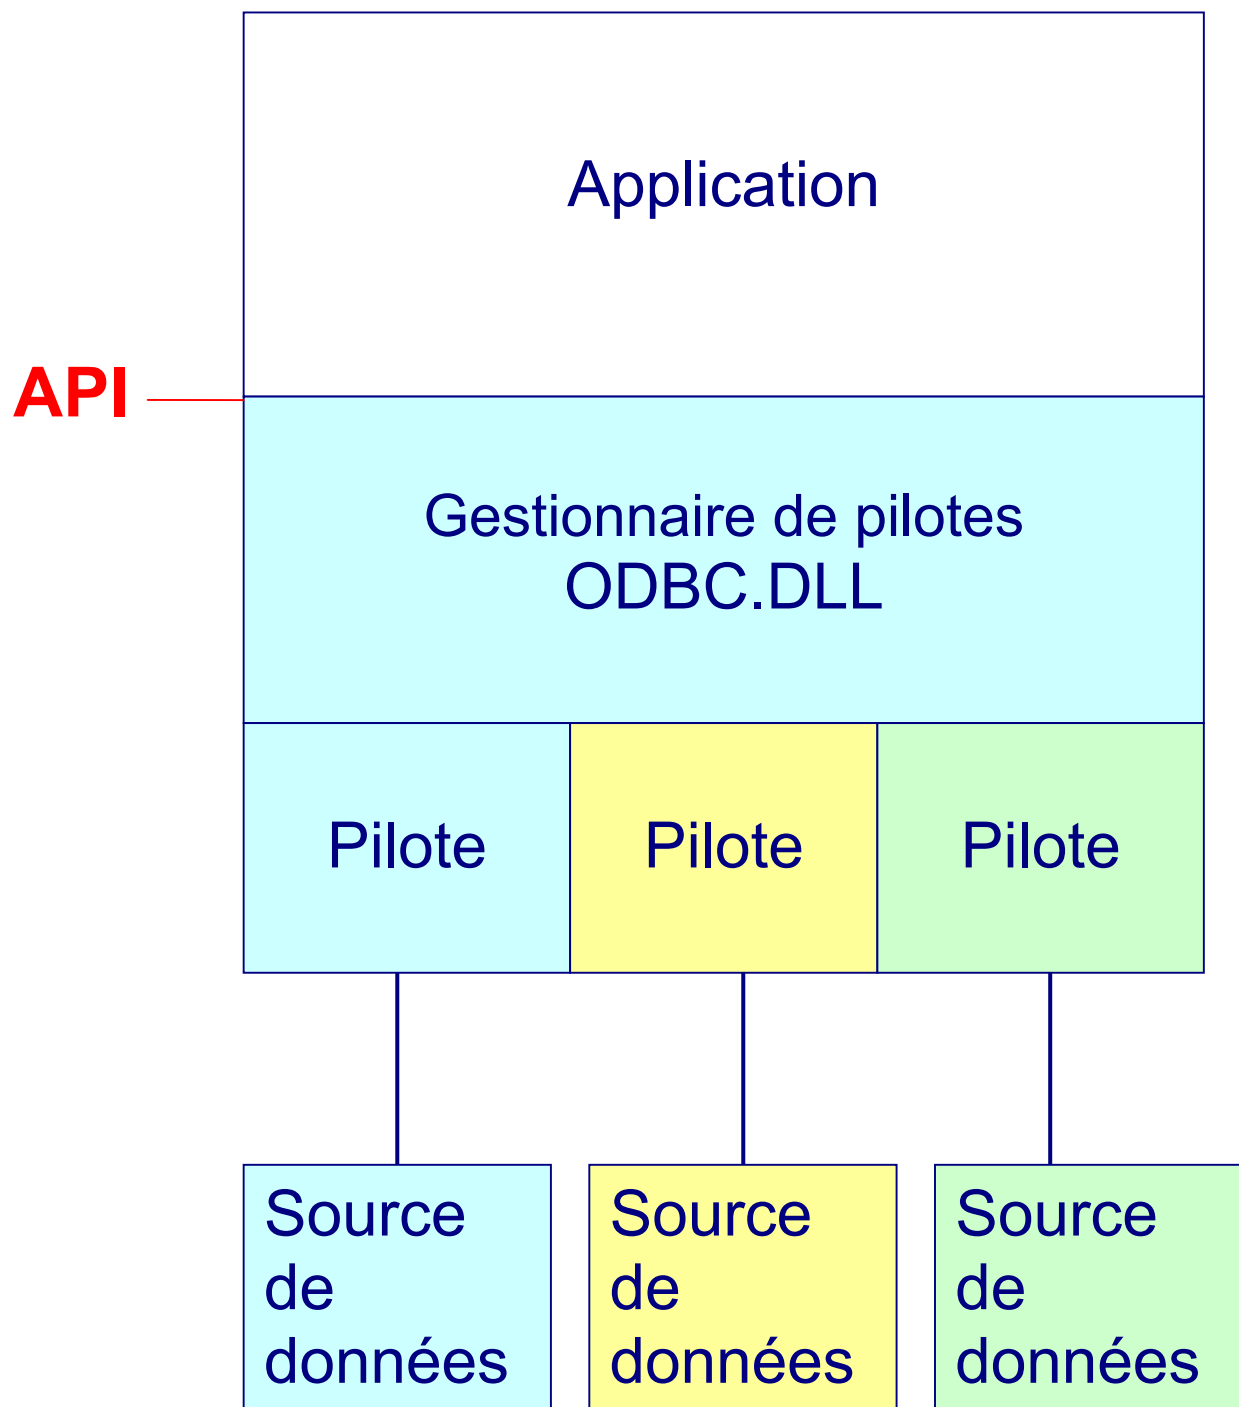 Application
API
Gestionnaire de pilotes
ODBC.DLL
Pilote
Pilote
Pilote
Source
de
données
Source
de
données
Source
de
données